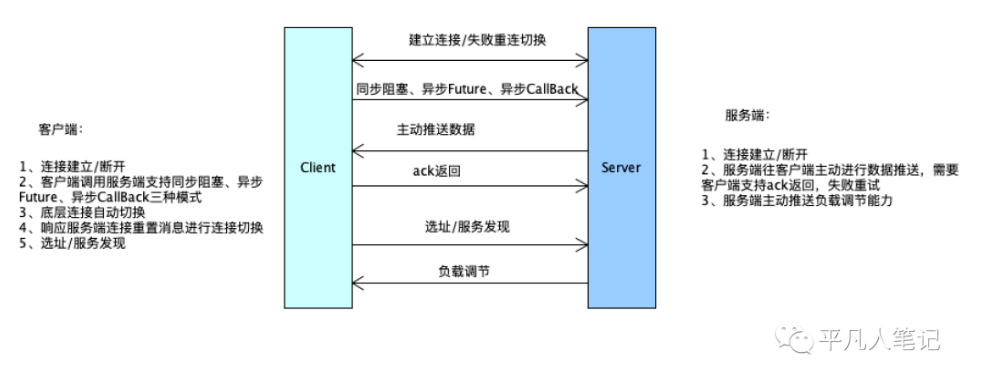 建立连接/失败重连切换
同步阻塞、异步Future、异步CallBack
主动推送数据
ack返回
选址/服务发现
负载调节
Client
Server
客户端：
1、连接建立/断开
2、客户端调用服务端支持同步阻塞、异步
Future、异步CallBack三种模式
3、底层连接自动切换
4、响应服务端连接重置消息进行连接切换
5、选址/服务发现
服务端：
1、连接建立/断开
2、服务端往客户端主动进行数据推送，需要
客户端支持ack返回，失败重试
3、服务端主动推送负载调节能力
平凡人笔记